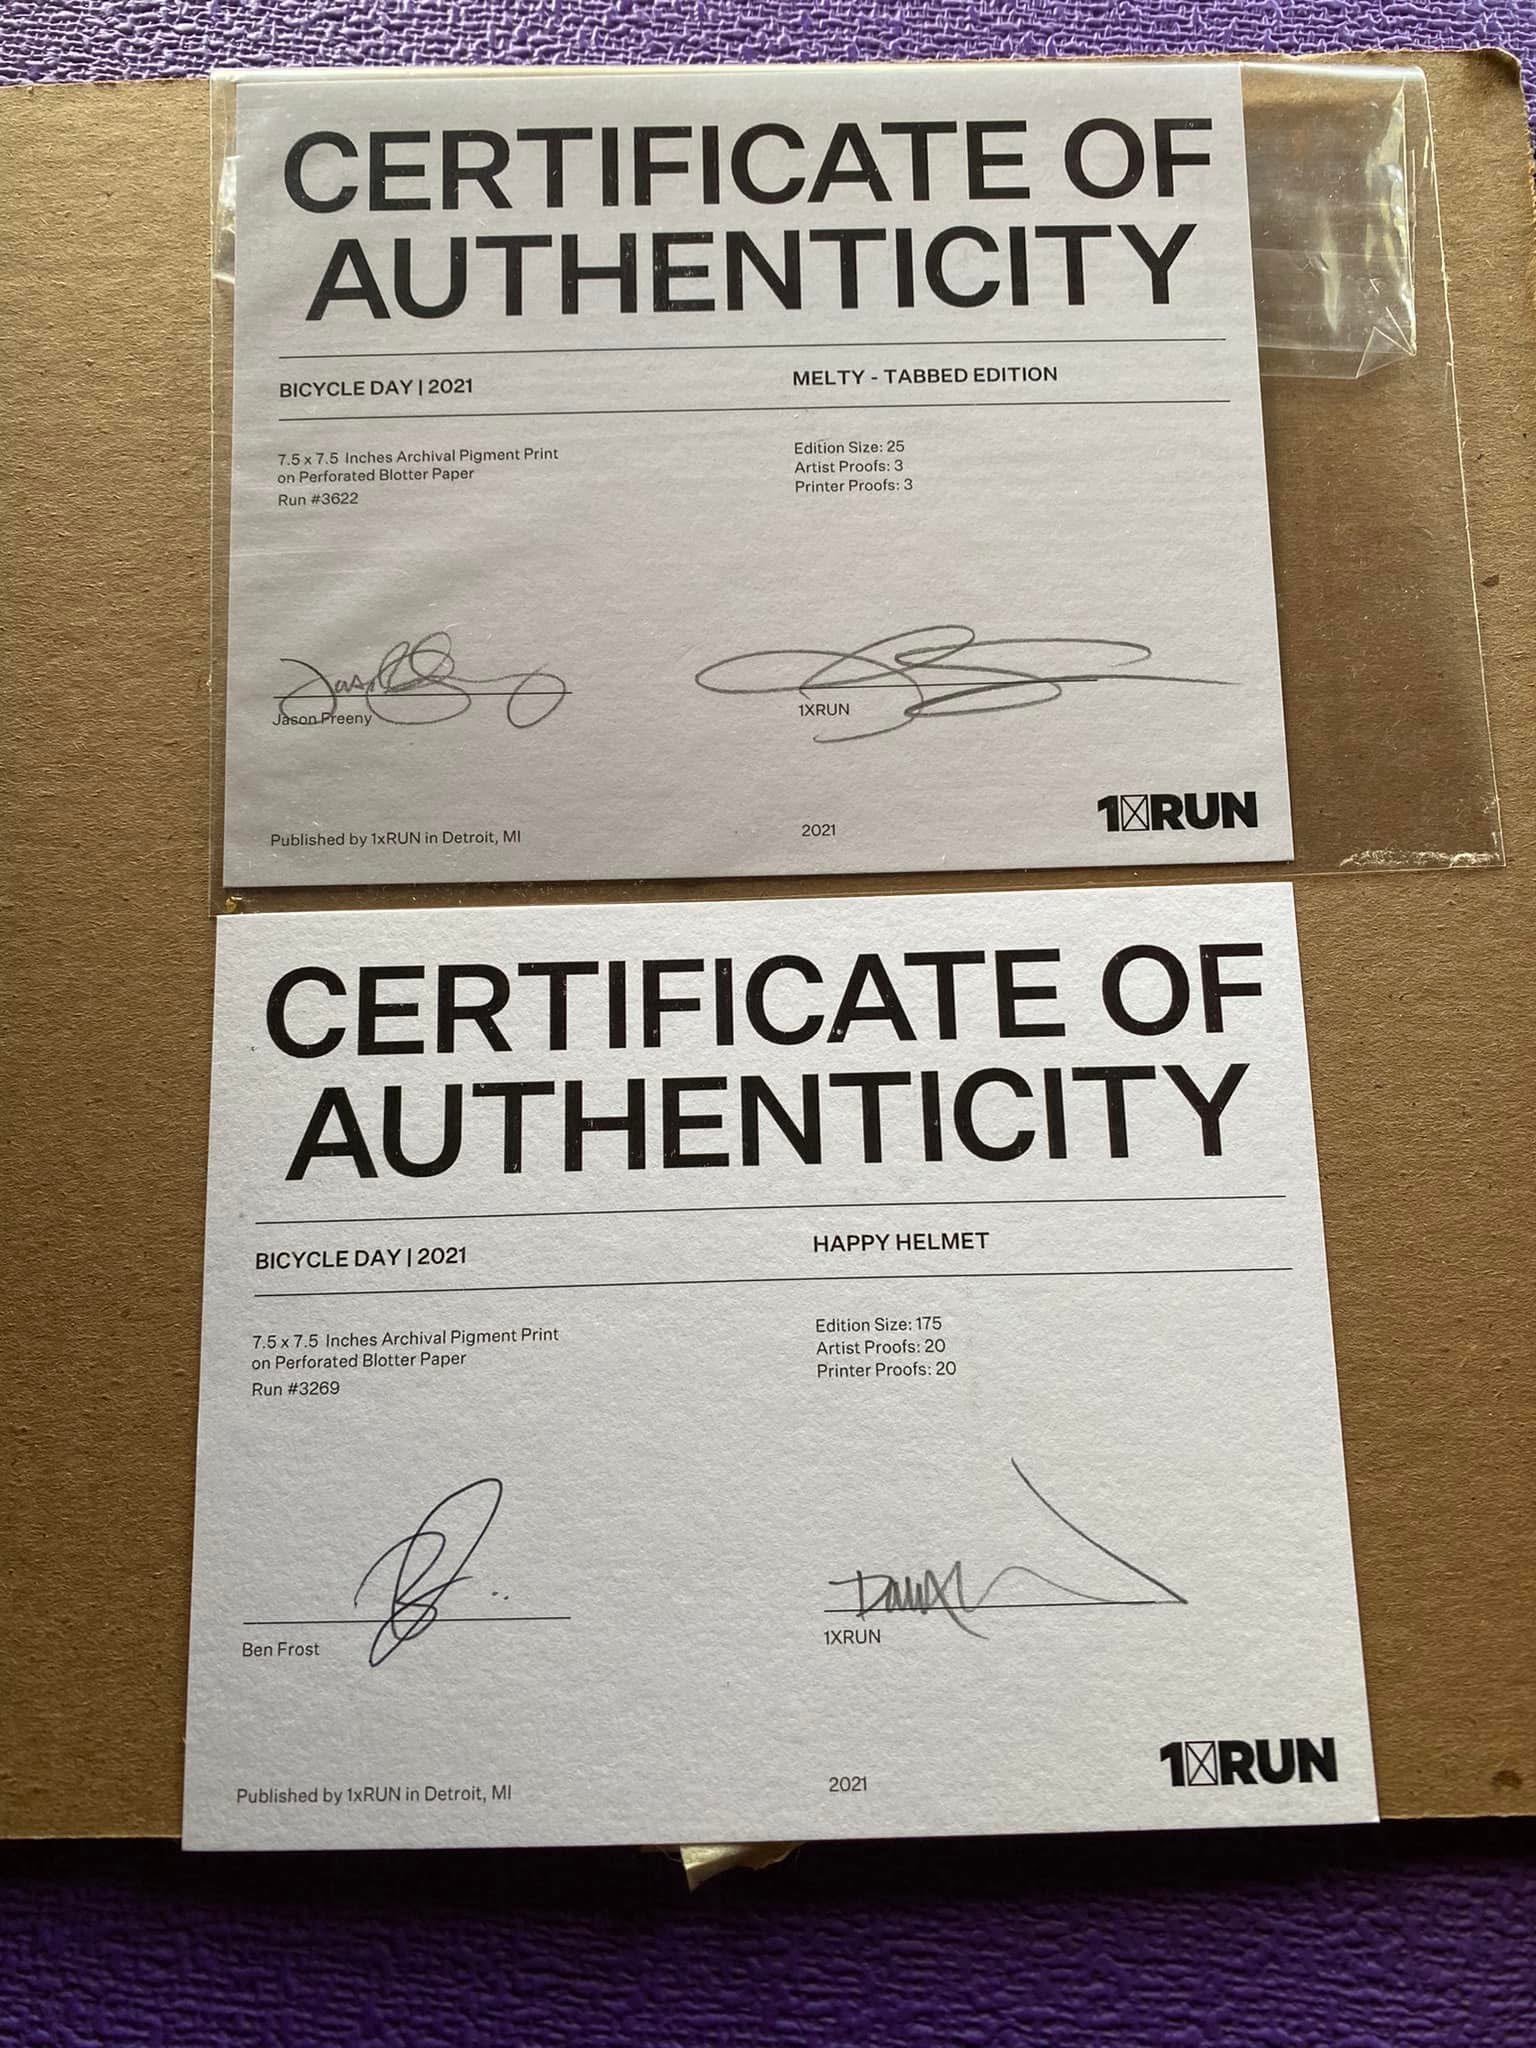 CERTIFICATE OF
AUTHENTICITY
BICYCLE DAY | 2021
MELTY - TABBED EDITION
7.5 x 7.5 Inches Archival Pigment Print
on Perforated Blotter Paper
Run #3622
Edition Size: 25
Artist Proofs: 3
Printer Proofs: 3
Jason Freeny
1XRUN
Published by 1xRUN in Detroit, MI
2021
1XRUN
CERTIFICATE OF
AUTHENTICITY
BICYCLE DAY | 2021
HAPPY HELMET
7.5 x 7.5 Inches Archival Pigment Print
on Perforated Blotter Paper
Run #3269
Edition Size: 175
Artist Proofs: 20
Printer Proofs: 20
Ben Frost
1XRUN
Published by 1xRUN in Detroit, MI
2021
1XRUN